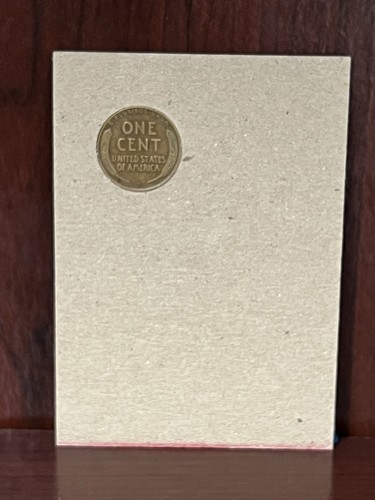 ONE
CENT
UNITED STATES
OF AMERICA